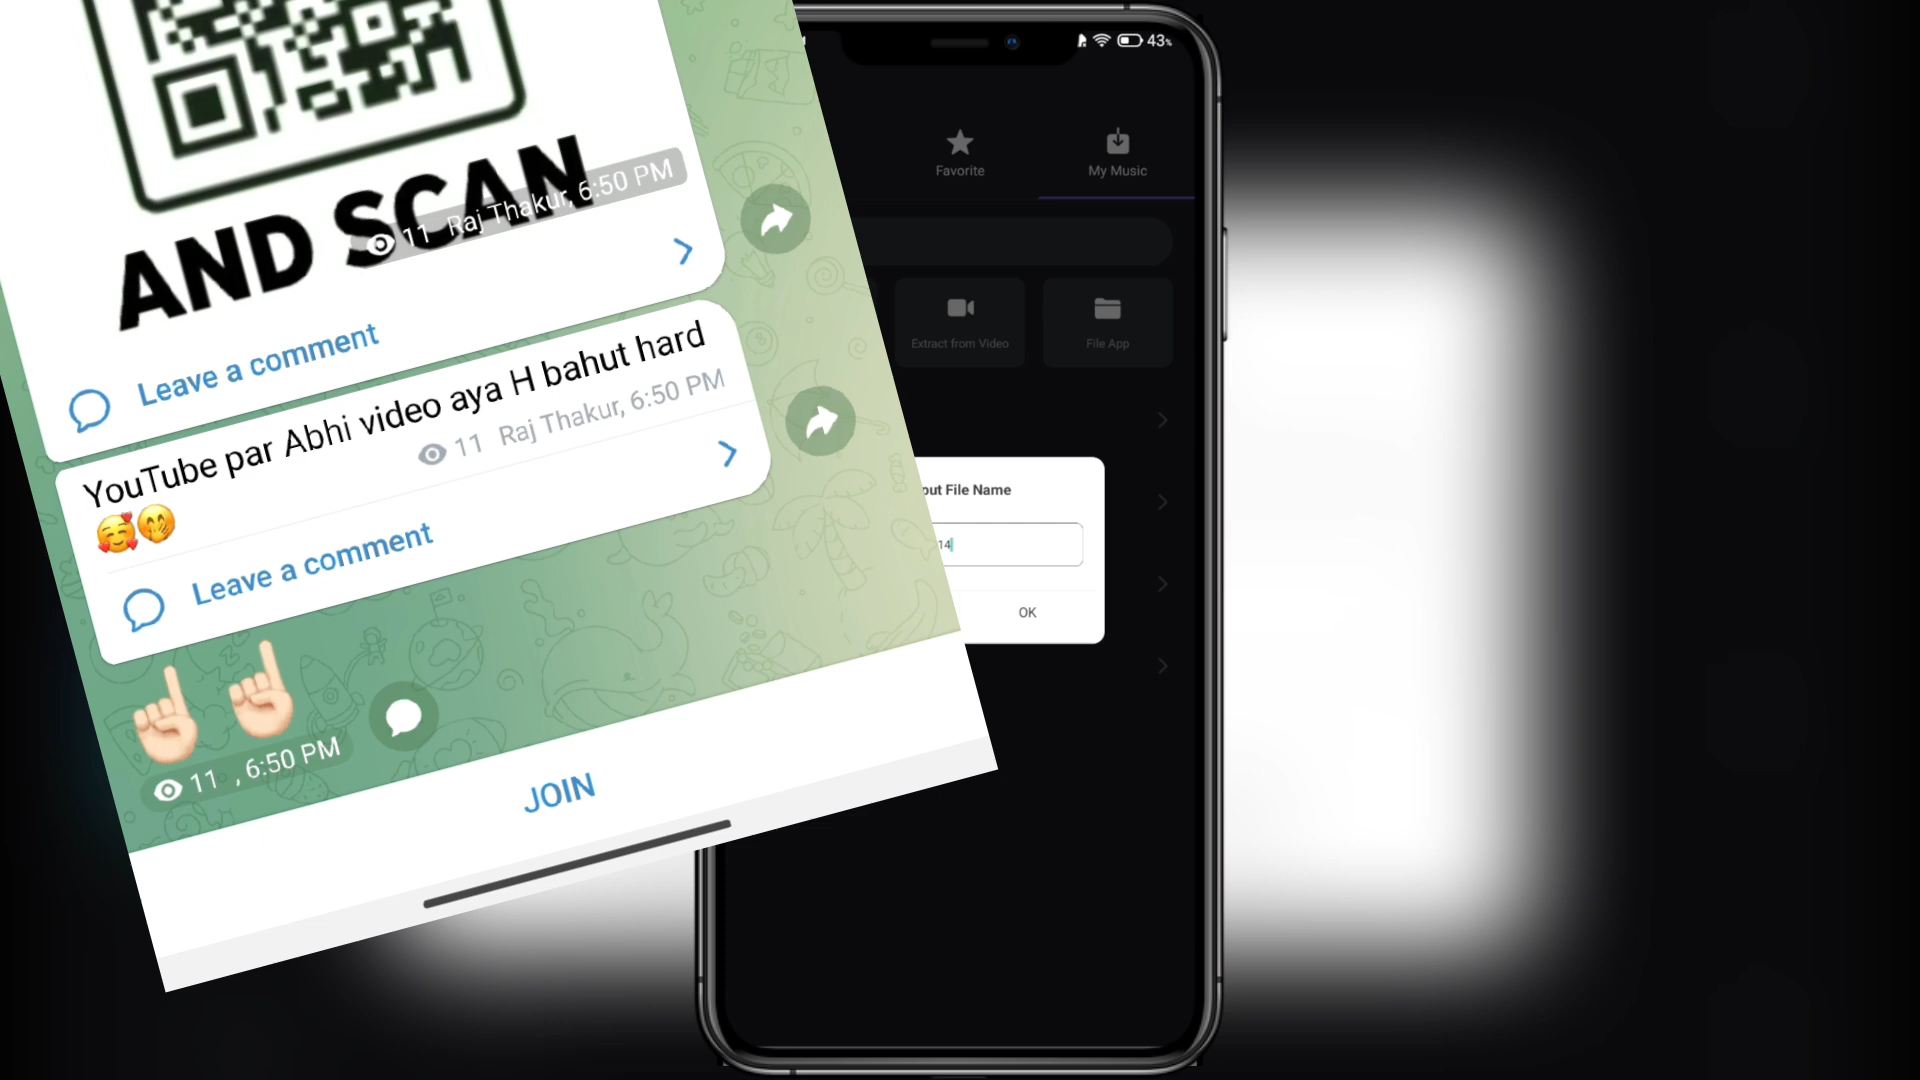 AND SCAN
11 Raj Thakur, 6:50 PM
Leave a comment
YouTube par Abhi video aya H bahut hard
🥰🤭
11 Raj Thakur, 6:50 PM
Leave a comment
☝🏻☝🏻
11 , 6:50 PM
JOIN
43%
Favorite
My Music
Extract from Video
File App
File Name
14
OK